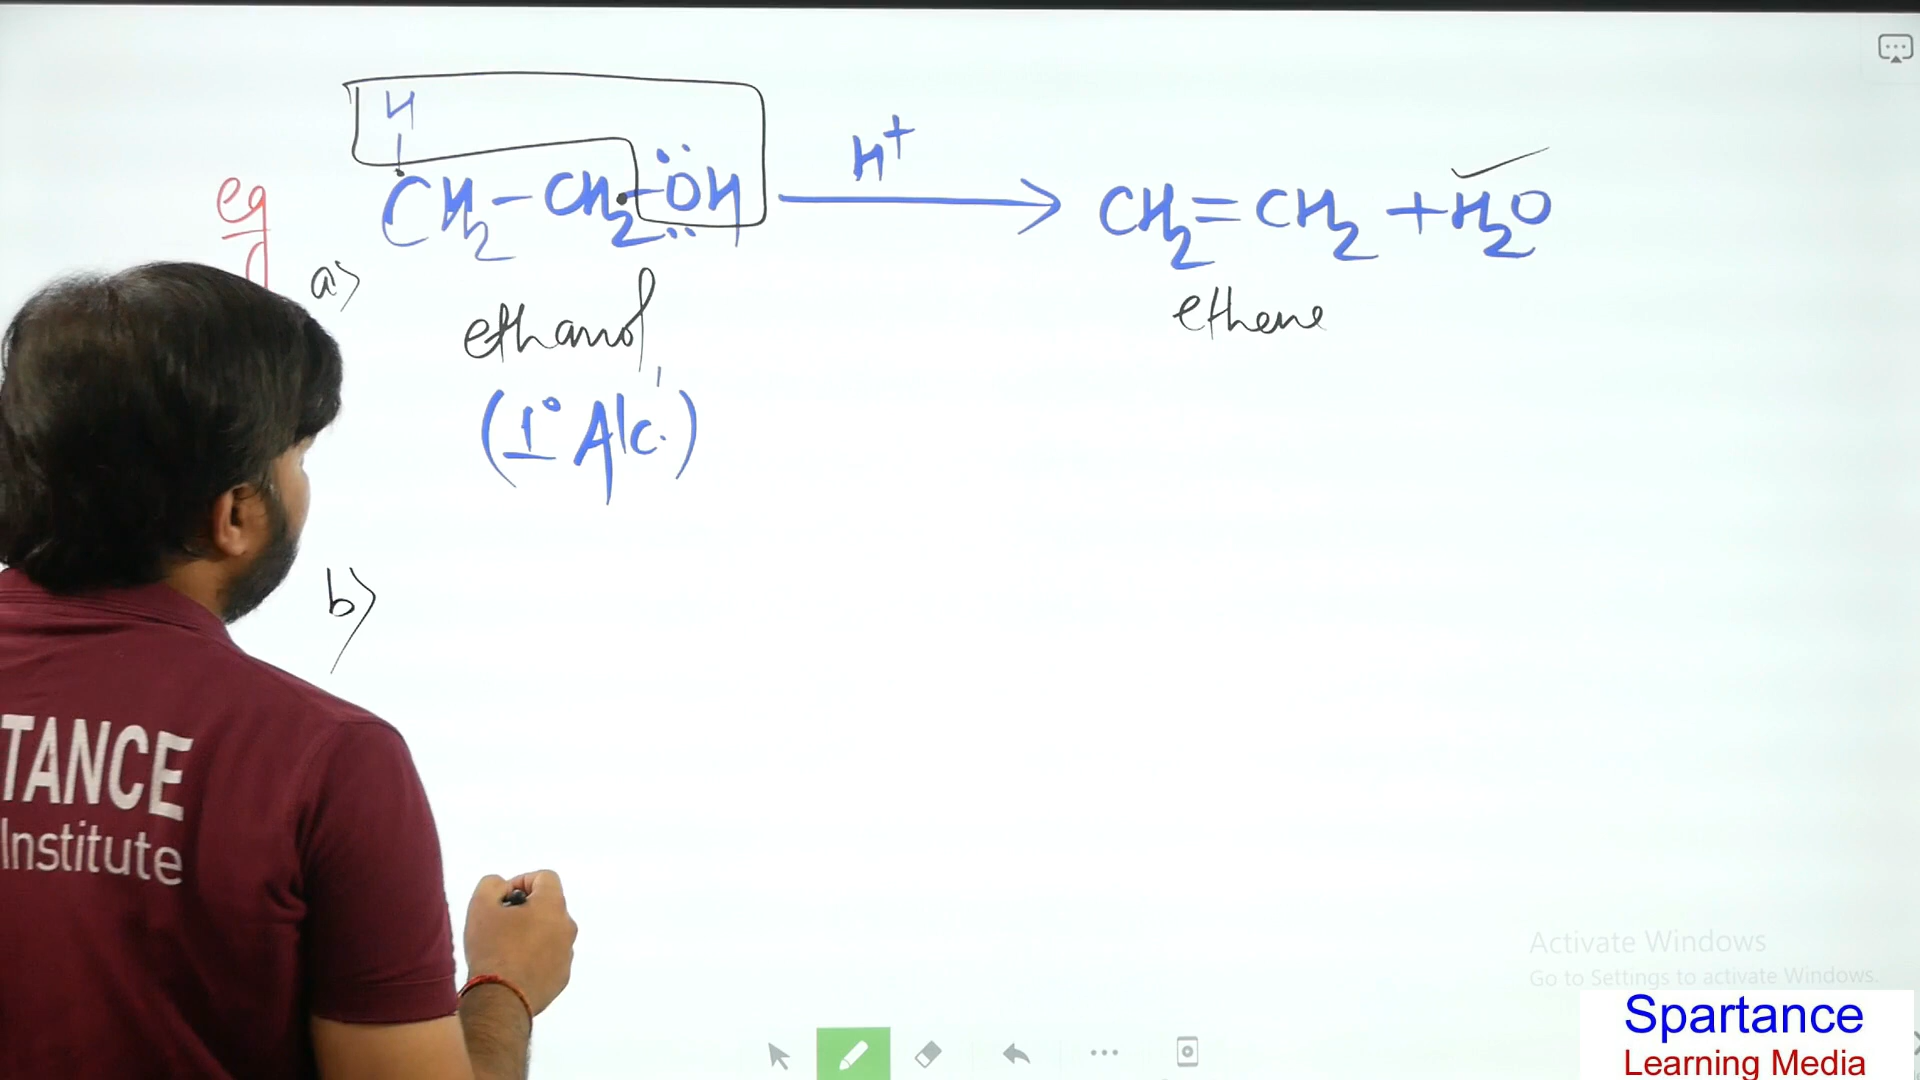 H
eg CH2-CH2-ÖH H+ CH2=CH2 + H2O
a)
ethanol ethene
(1° Alc.)
b)
TANCE
Institute
Activate Windows
Go to Settings to activate Windows.
Spartance
Learning Media